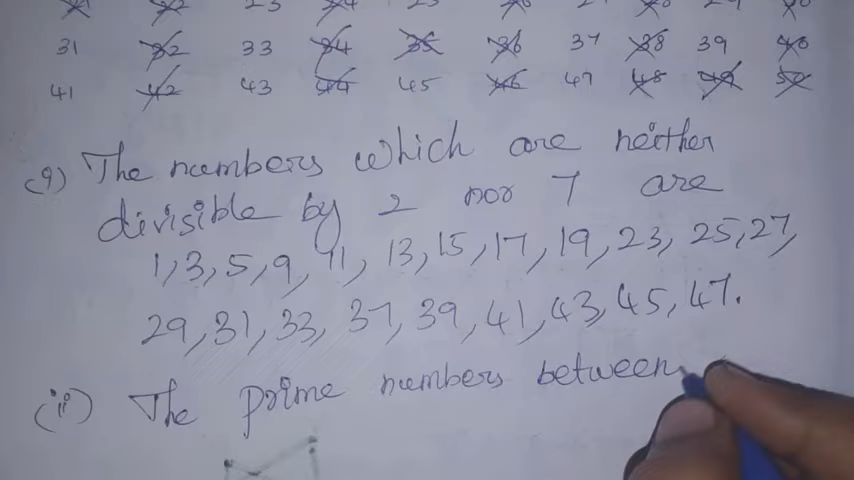 31 32 33 34 35 36 37 38 39 40
41 42 43 44 45 46 47 48 49 50
(i) The numbers which are neither
divisible by 2 nor 7 are
1, 3, 5, 9, 11, 13, 15, 17, 19, 23, 25, 27,
29, 31, 33, 37, 39, 41, 43, 45, 47.
(ii) The prime numbers between